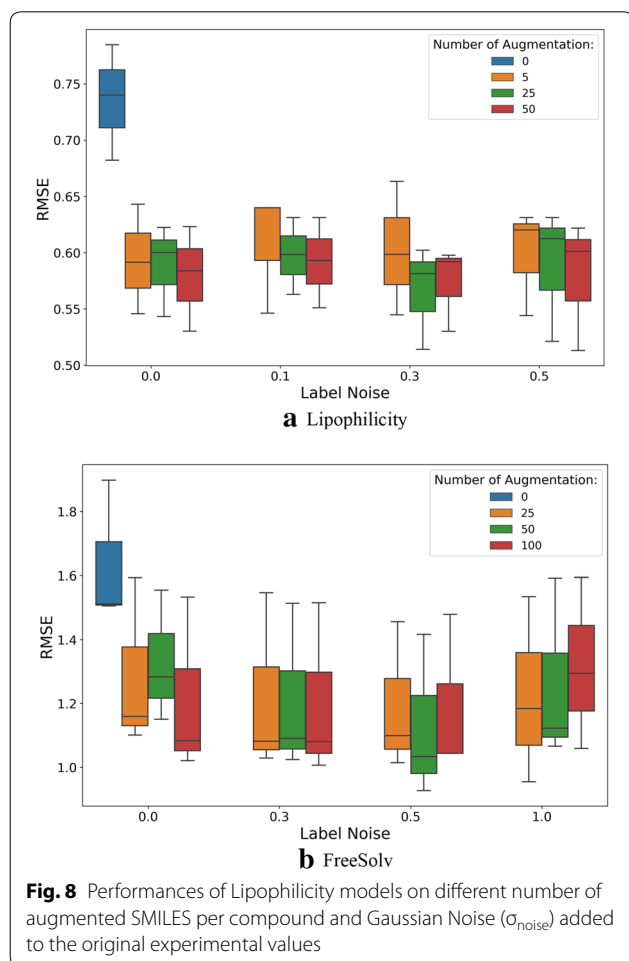 Number of Augmentation:
0
5
25
50
0.75
0.70
0.65
0.60
0.55
0.50
RMSE
0.0 0.1 0.3 0.5
Label Noise
a Lipophilicity
Number of Augmentation:
0
25
50
100
1.8
1.6
1.4
1.2
1.0
RMSE
0.0 0.3 0.5 1.0
Label Noise
b FreeSolv
Fig. 8 Performances of Lipophilicity models on different number of
augmented SMILES per compound and Gaussian Noise (σnoise) added
to the original experimental values